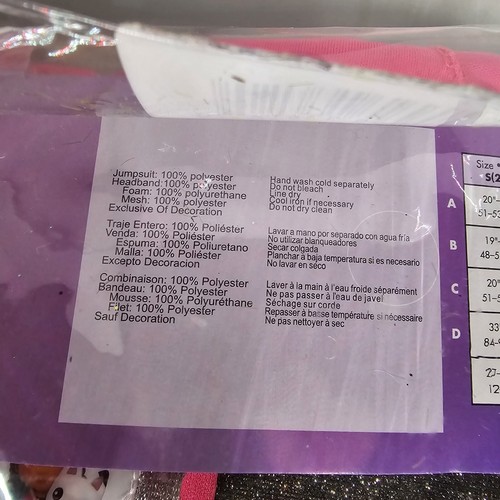 Jumpsuit: 100% polyester
Headband: 100% polyester
Foam: 100% polyurethane
Mesh: 100% polyester
Exclusive Of Decoration
Hand wash cold separately
Do not bleach
Line dry
Cool iron if necessary
Do not dry clean
Traje Entero: 100% Poliéster
Venda: 100% Poliéster
Espuma: 100% Poliuretano
Malla: 100% Poliéster
Excepto Decoracion
Lavar a mano por separado con agua fria
No utilizar blanqueadores
Secar colgada
Planchar a baja temperatura si es necesario
No lavar en seco
Combinaison: 100% Polyester
Bandeau: 100% Polyester
Mousse: 100% Polyuréthane
Filet: 100% Polyester
Sauf Decoration
Laver à la main à l'eau froide séparément
Ne pas passer à l'eau de javel
Séchage sur corde
Repasser à basse température si nécessaire
Ne pas nettoyer à sec
Size
A
B
C
D